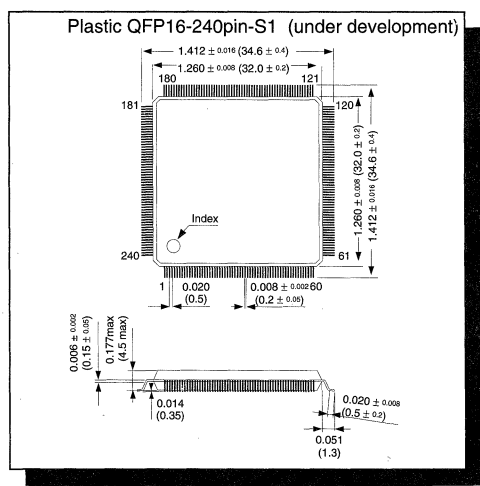 Plastic QFP16-240pin-S1 (under development)
1.412 ± 0.016 (34.6 ± 0.4)
1.260 ± 0.008 (32.0 ± 0.2)
180 121
181 120
1.260 ± 0.008 (32.0 ± 0.2)
1.412 ± 0.016 (34.6 ± 0.4)
Index
240 61
1 0.020 0.008 ± 0.002 60
(0.5) (0.2 ± 0.05)
0.006 ± 0.002
(0.15 ± 0.05)
0.177max
(4.5 max)
0.014
(0.35)
0.020 ± 0.008
(0.5 ± 0.2)
0.051
(1.3)